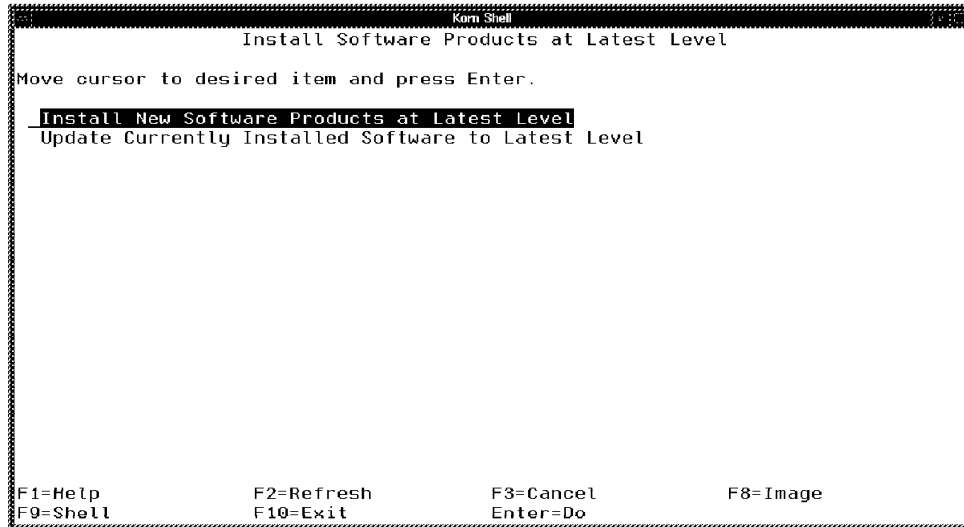 Korn Shell
Install Software Products at Latest Level
Move cursor to desired item and press Enter.
Install New Software Products at Latest Level
Update Currently Installed Software to Latest Level
F1=Help F2=Refresh F3=Cancel F8=Image
F9=Shell F10=Exit Enter=Do